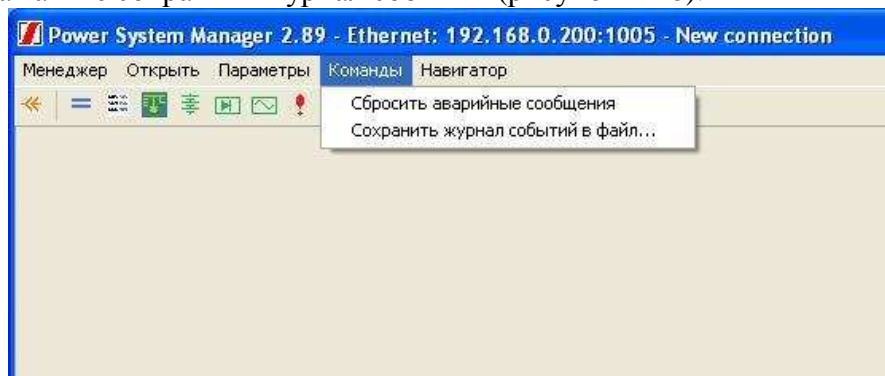 Power System Manager 2.89 - Ethernet: 192.168.0.200:1005 - New connection
Менеджер Открыть Параметры Команды Навигатор
Сбросить аварийные сообщения
Сохранить журнал событий в файл...